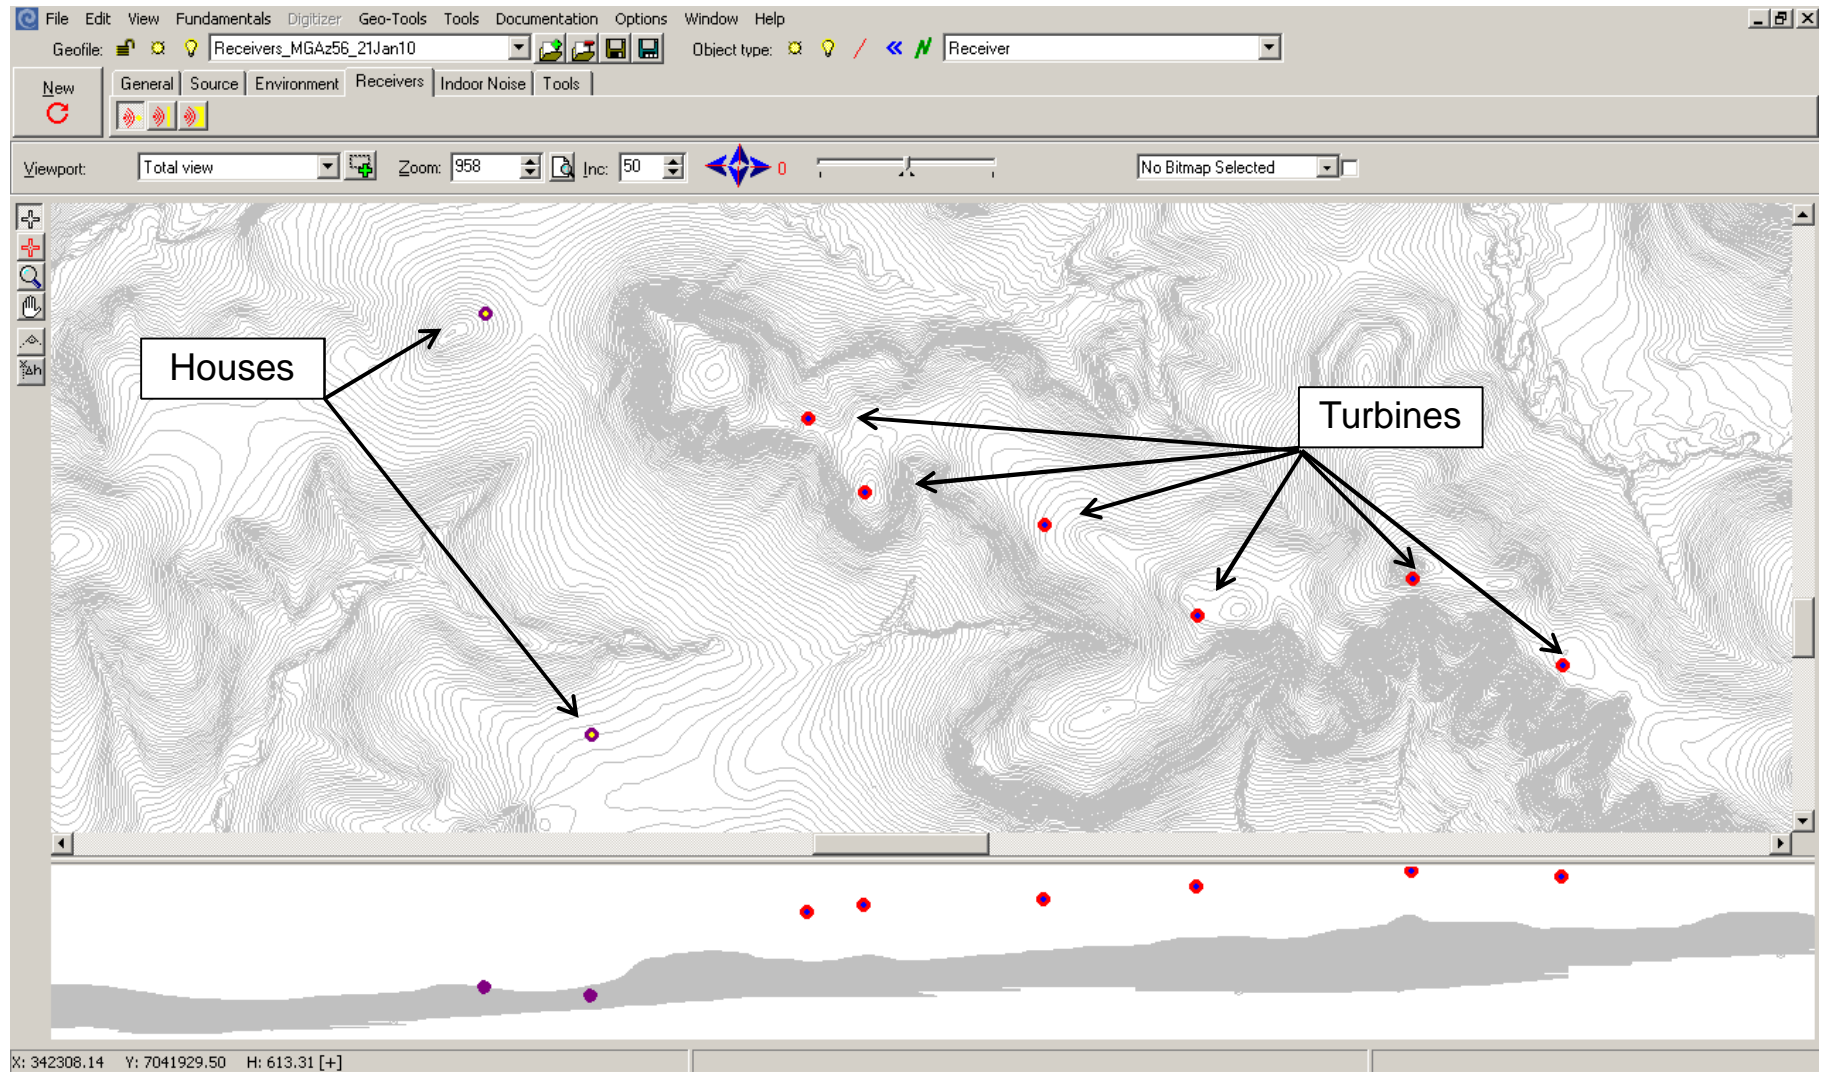 File Edit View Fundamentals Digitizer Geo-Tools Tools Documentation Options Window Help
Geofile: Receivers_MGAz56_21Jan10 Object type: Receiver
New
General Source Environment Receivers Indoor Noise Tools
Viewport: Total view Zoom: 958 Inc: 50 0 No Bitmap Selected
Δh
Houses
Turbines
X: 342308.14 Y: 7041929.50 H: 613.31 [+]